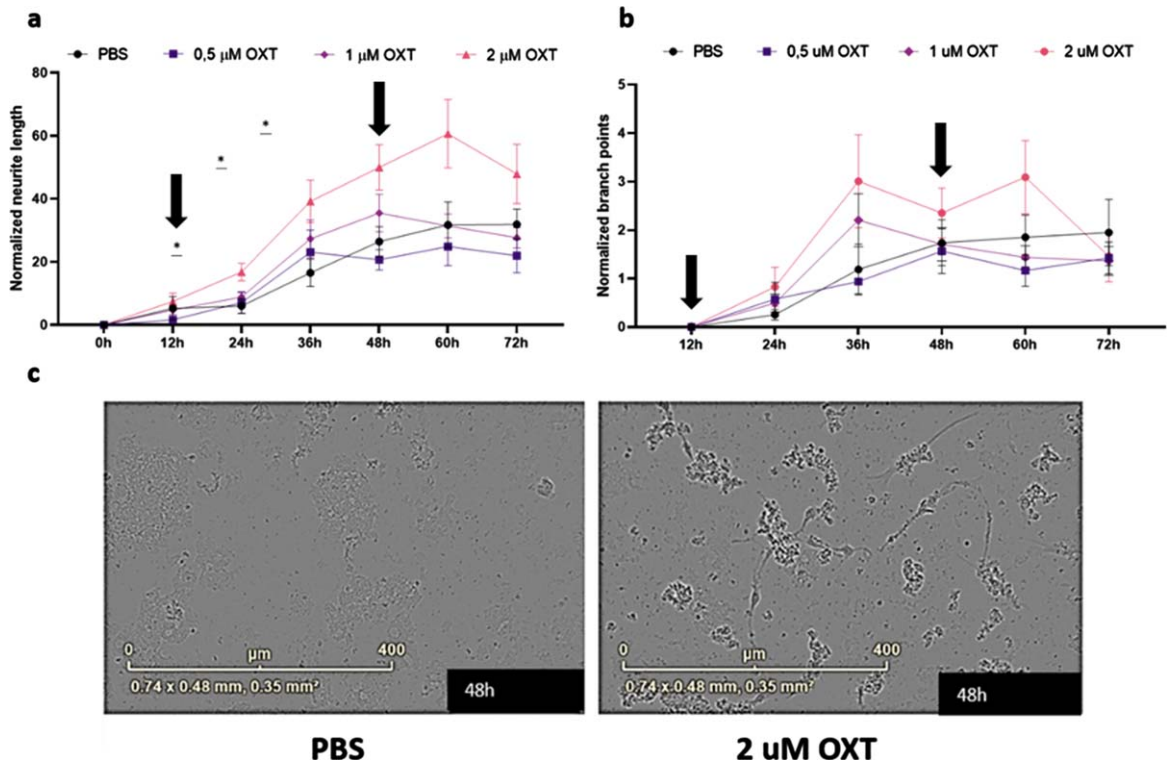 a
PBS 0,5 µM OXT 1 µM OXT 2 µM OXT
Normalized neurite length
80
60
40
20
0
* * *
0h 12h 24h 36h 48h 60h 72h
b
PBS 0,5 uM OXT 1 uM OXT 2 uM OXT
Normalized branch points
5
4
3
2
1
0
12h 24h 36h 48h 60h 72h
c
0 µm 400
0.74 x 0.48 mm, 0.35 mm²
48h
0 µm 400
0.74 x 0.48 mm, 0.35 mm²
48h
PBS
2 uM OXT